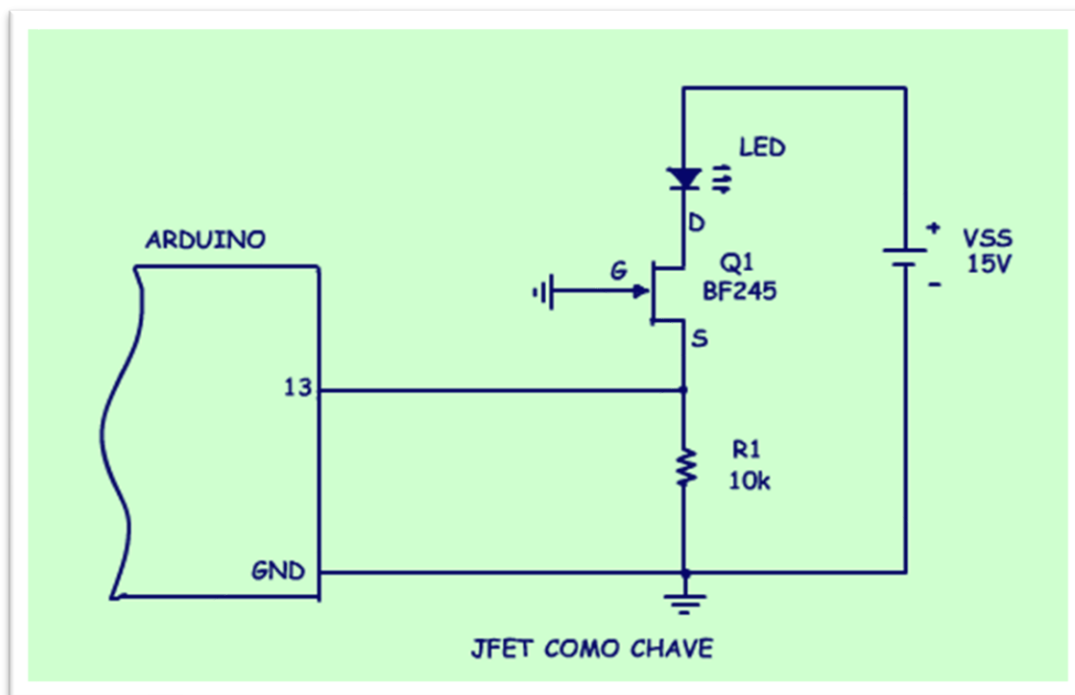 LED
D
ARDUINO
+
VSS
15V
-
G
Q1
BF245
S
13
R1
10k
GND
JFET COMO CHAVE